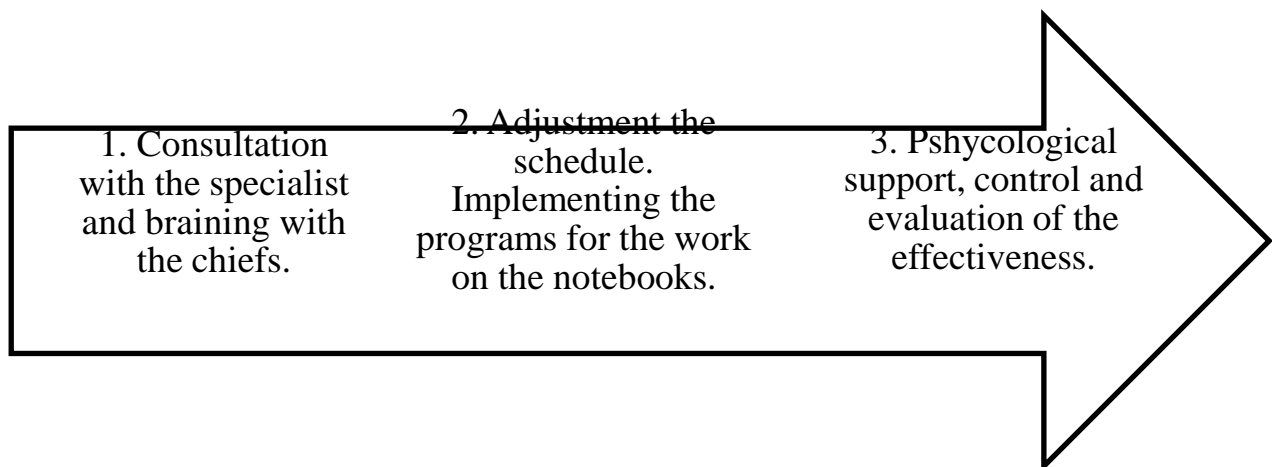 1. Consultation
with the specialist
and braining with
the chiefs.
2. Adjustment the
schedule.
Implementing the
programs for the work
on the notebooks.
3. Pshycological
support, control and
evaluation of the
effectiveness.